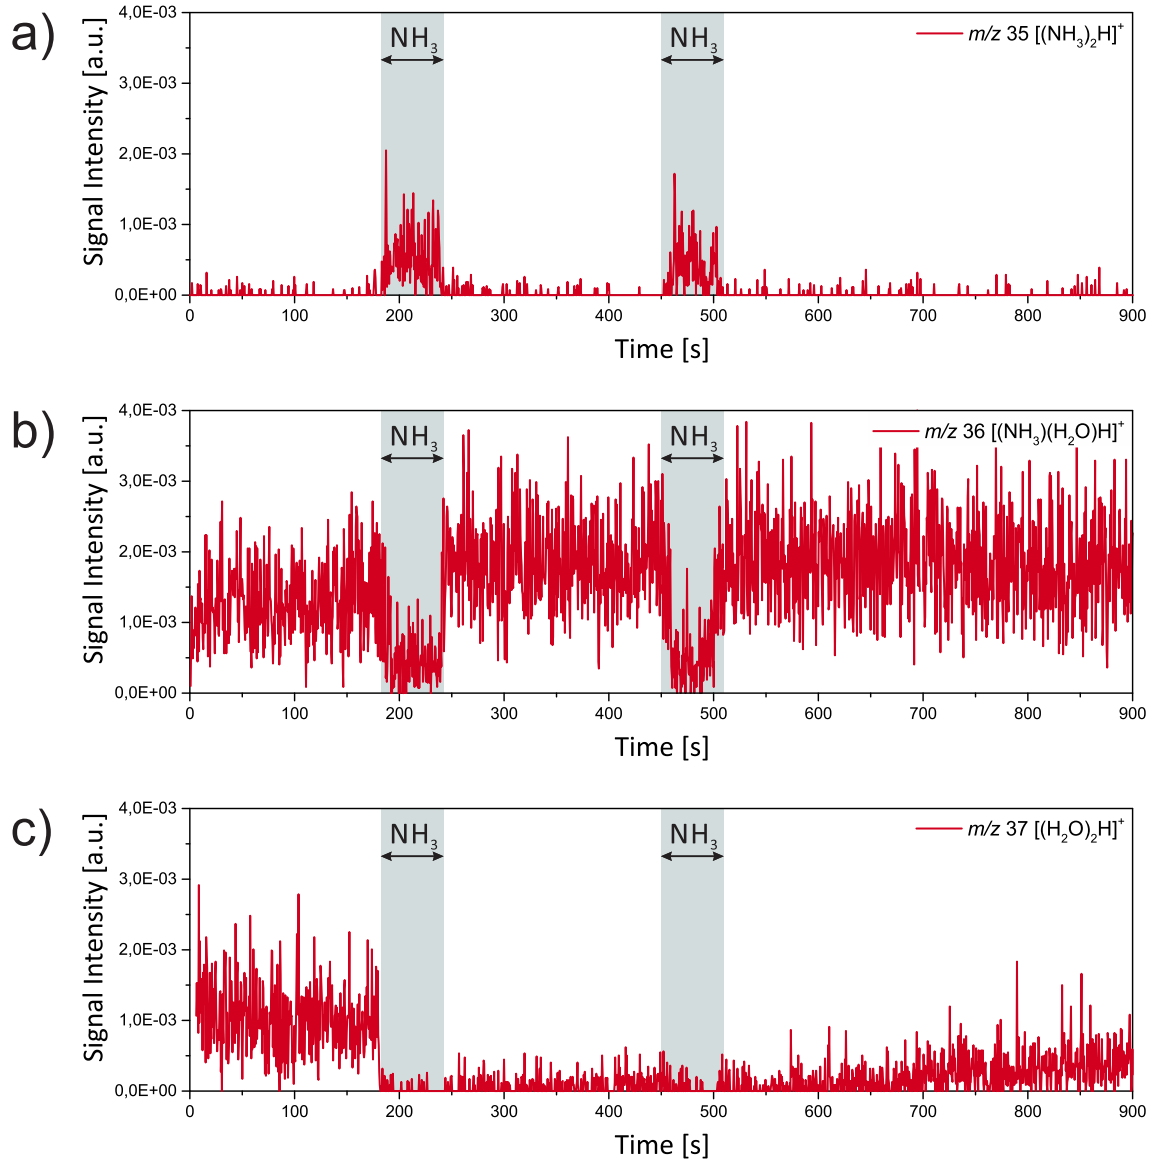 a)
Signal Intensity [a.u.]
4,0E-03
3,0E-03
2,0E-03
1,0E-03
0,0E+00
NH₃
NH₃
m/z 35 [(NH₃)₂H]⁺
0 100 200 300 400 500 600 700 800 900
Time [s]
b)
Signal Intensity [a.u.]
4,0E-03
3,0E-03
2,0E-03
1,0E-03
0,0E+00
NH₃
NH₃
m/z 36 [(NH₃)(H₂O)H]⁺
0 100 200 300 400 500 600 700 800 900
Time [s]
c)
Signal Intensity [a.u.]
4,0E-03
3,0E-03
2,0E-03
1,0E-03
0,0E+00
NH₃
NH₃
m/z 37 [(H₂O)₂H]⁺
0 100 200 300 400 500 600 700 800 900
Time [s]